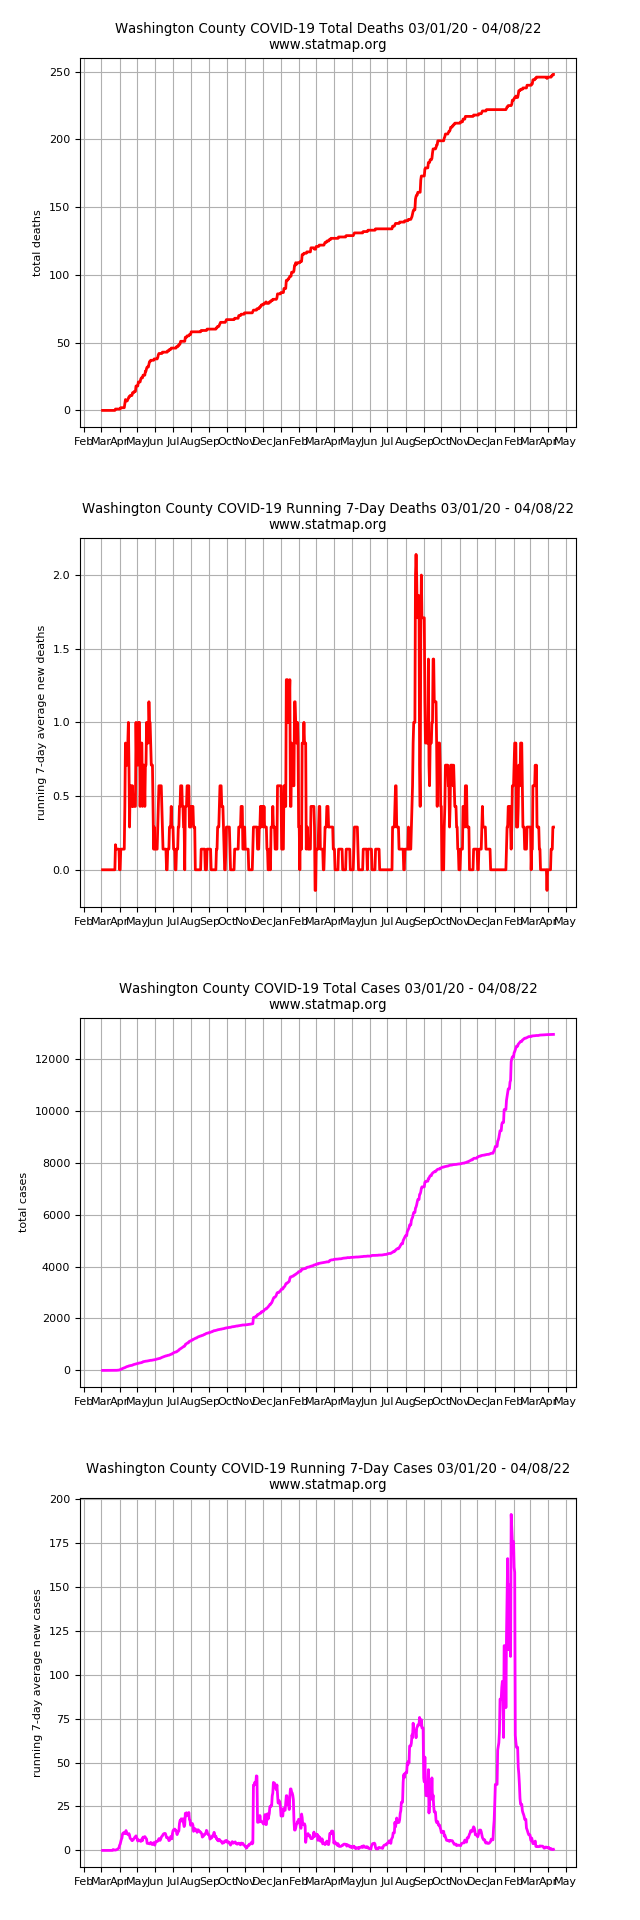 Washington County COVID-19 Total Deaths 03/01/20 - 04/08/22
www.statmap.org
250
200
150
100
50
0
total deaths
Feb Mar Apr May Jun Jul Aug Sep Oct Nov Dec Jan Feb Mar Apr May Jun Jul Aug Sep Oct Nov Dec Jan Feb Mar Apr May
Washington County COVID-19 Running 7-Day Deaths 03/01/20 - 04/08/22
www.statmap.org
2.0
1.5
1.0
0.5
0.0
running 7-day average new deaths
Feb Mar Apr May Jun Jul Aug Sep Oct Nov Dec Jan Feb Mar Apr May Jun Jul Aug Sep Oct Nov Dec Jan Feb Mar Apr May
Washington County COVID-19 Total Cases 03/01/20 - 04/08/22
www.statmap.org
12000
10000
8000
6000
4000
2000
0
total cases
Feb Mar Apr May Jun Jul Aug Sep Oct Nov Dec Jan Feb Mar Apr May Jun Jul Aug Sep Oct Nov Dec Jan Feb Mar Apr May
Washington County COVID-19 Running 7-Day Cases 03/01/20 - 04/08/22
www.statmap.org
200
175
150
125
100
75
50
25
0
running 7-day average new cases
Feb Mar Apr May Jun Jul Aug Sep Oct Nov Dec Jan Feb Mar Apr May Jun Jul Aug Sep Oct Nov Dec Jan Feb Mar Apr May